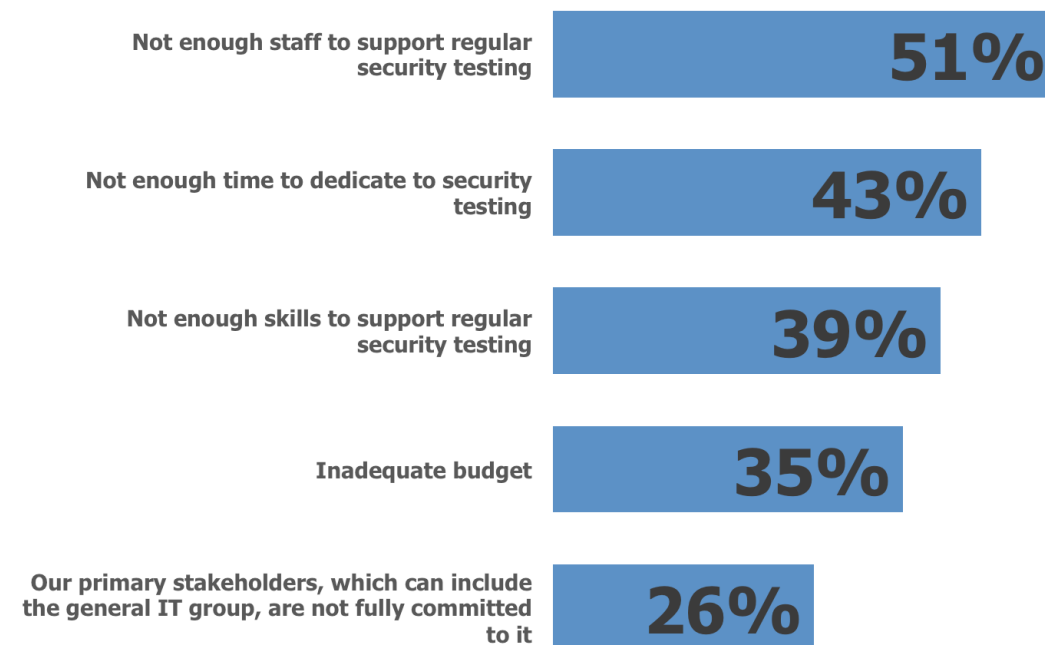 Not enough staff to support regular
security testing
51%
Not enough time to dedicate to security
testing
43%
Not enough skills to support regular
security testing
39%
Inadequate budget
35%
Our primary stakeholders, which can include
the general IT group, are not fully committed
to it
26%